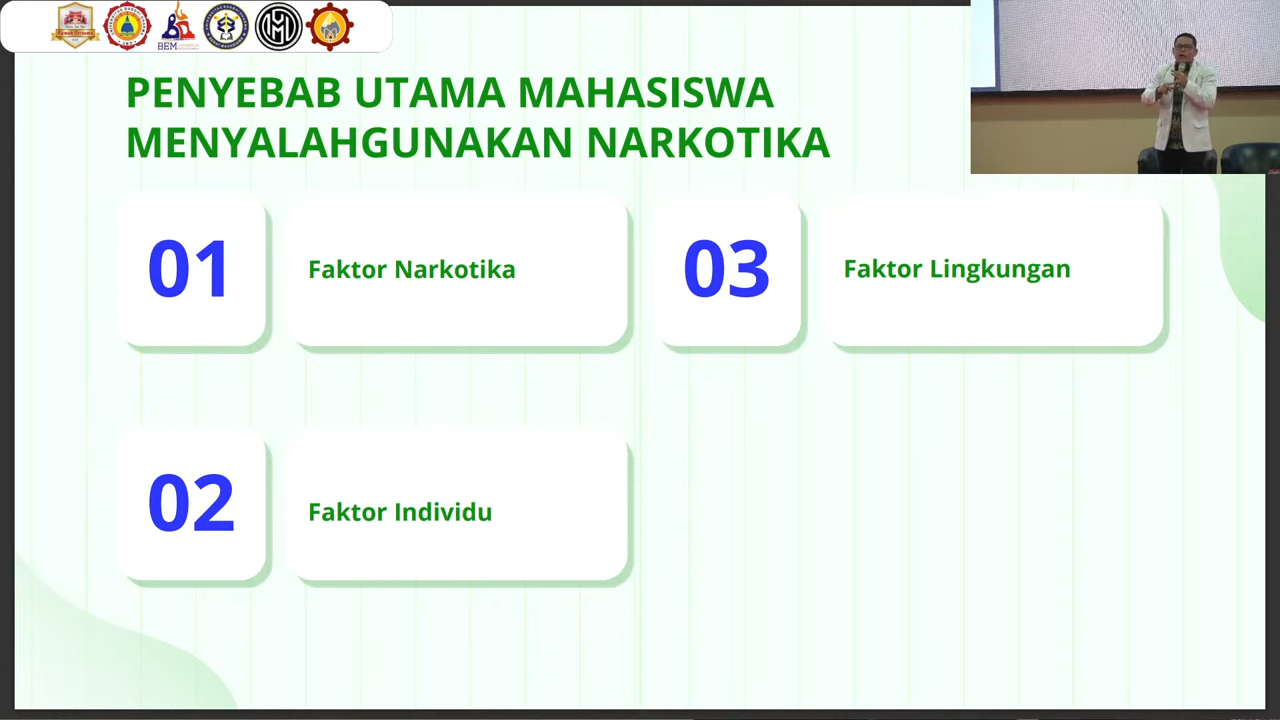 BEM
PENYEBAB UTAMA MAHASISWA
MENYALAHGUNAKAN NARKOTIKA
01
Faktor Narkotika
03
Faktor Lingkungan
02
Faktor Individu